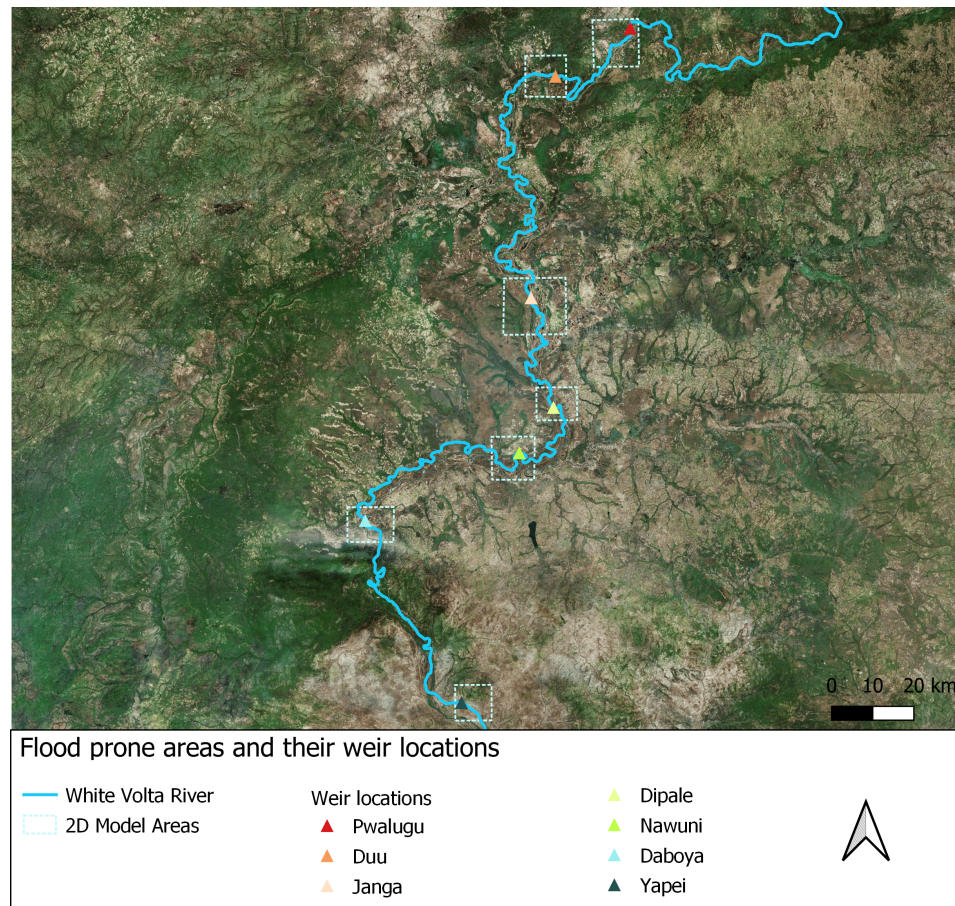 0 10 20 km
Flood prone areas and their weir locations
White Volta River
2D Model Areas
Weir locations
Pwalugu
Duu
Janga
Dipale
Nawuni
Daboya
Yapei